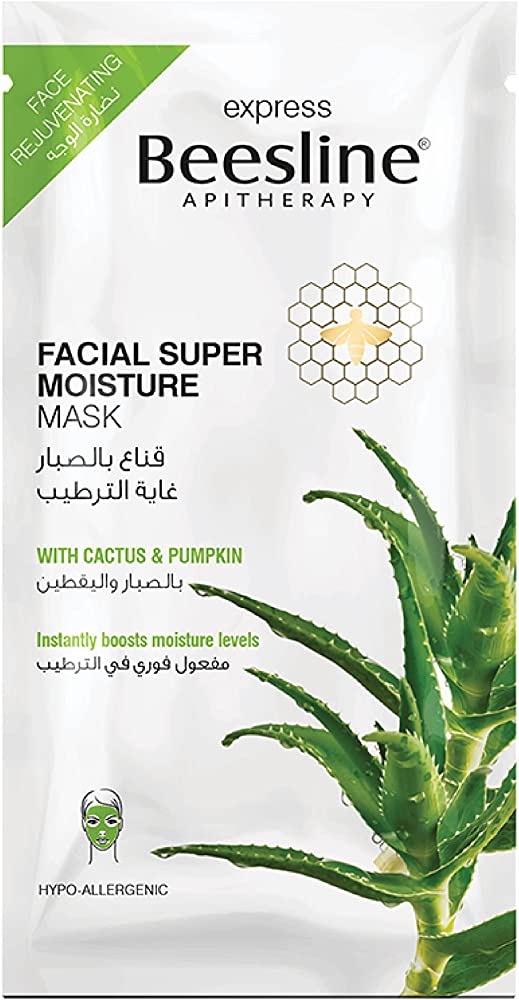 FACE
REJUVENATING
نضارة الوجه
express
Beesline®
APITHERAPY
FACIAL SUPER
MOISTURE
MASK
قناع بالصبار
غاية الترطيب
WITH CACTUS & PUMPKIN
بالصبار واليقطين
Instantly boosts moisture levels
مفعول فوري في الترطيب
HYPO-ALLERGENIC